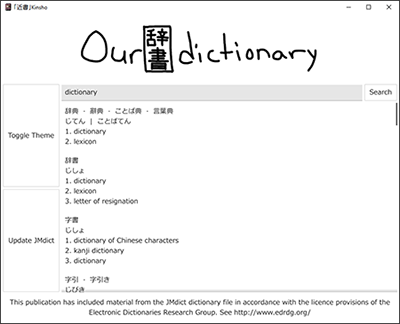 「近書」Kinsho
Our 辞書 dictionary
dictionary
Search
Toggle Theme
Update JMdict
辞典 - 辭典 - ことば典 - 言葉典
じてん | ことばてん
1. dictionary
2. lexicon
辞書
じしょ
1. dictionary
2. lexicon
3. letter of resignation
字書
じしょ
1. dictionary of Chinese characters
2. kanji dictionary
3. dictionary
字引 - 字引き
じびき
This publication has included material from the JMdict dictionary file in accordance with the licence provisions of the
Electronic Dictionaries Research Group. See http://www.edrdg.org/